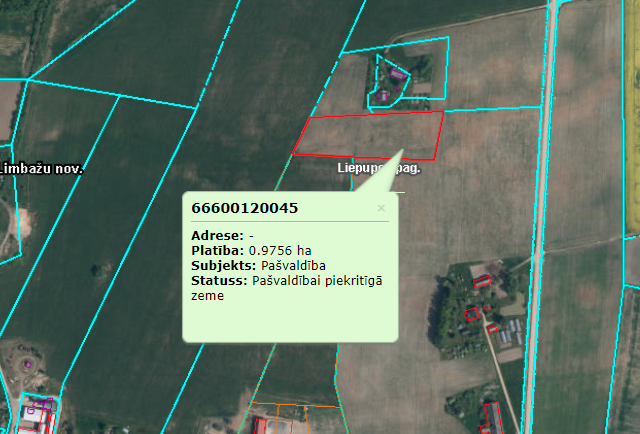 Limbažu nov.
Liepupes pag.
66600120045
×
Adrese: -
Platība: 0.9756 ha
Subjekts: Pašvaldība
Statuss: Pašvaldībai piekritīgā
zeme